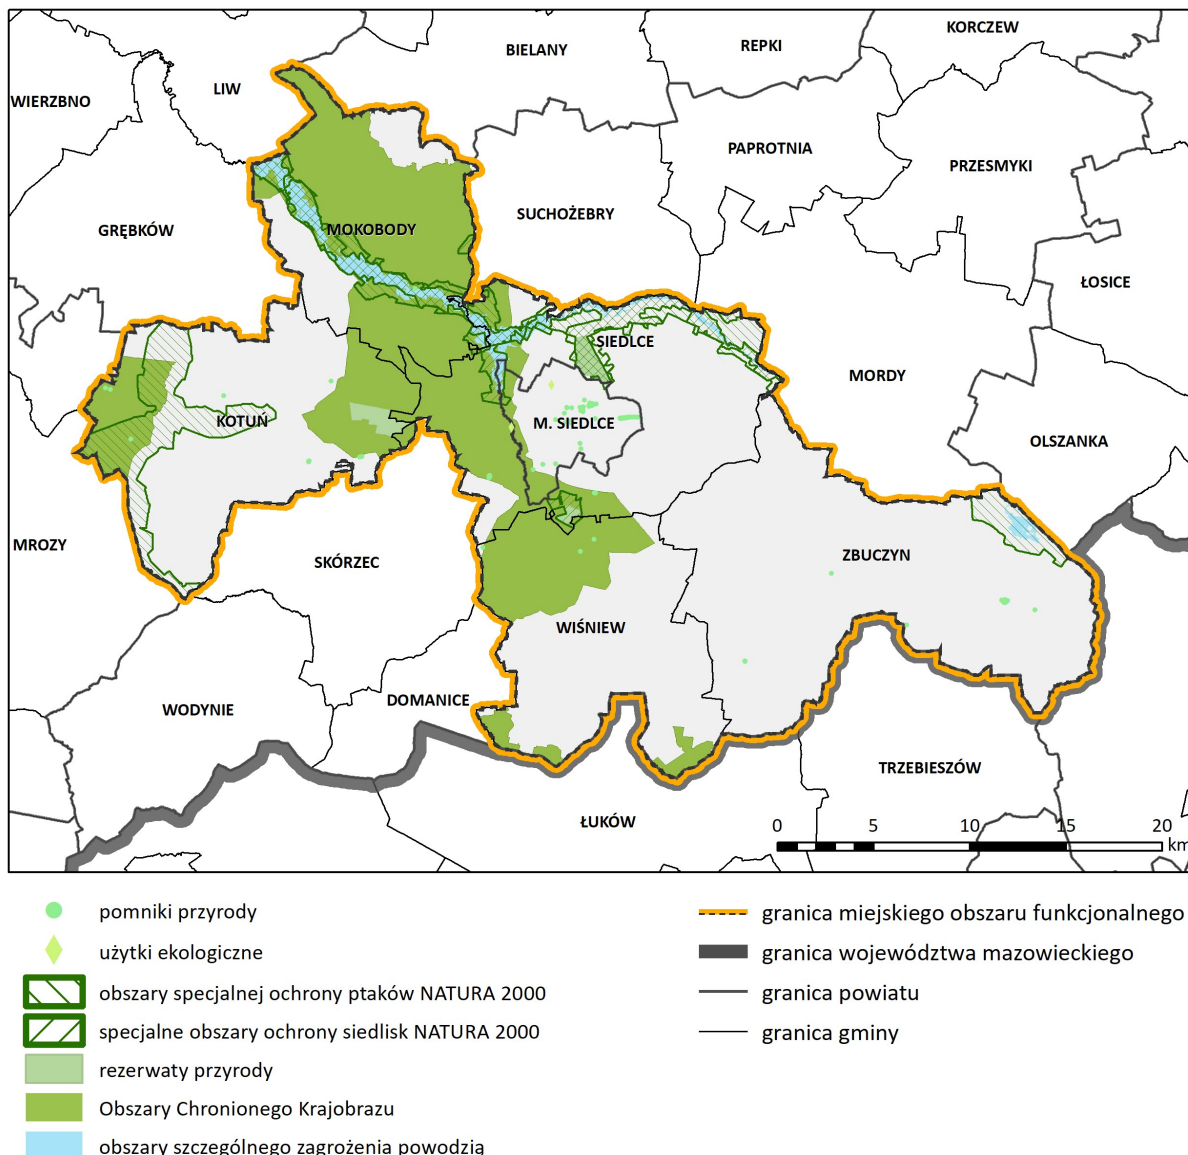 KORCZEW
BIELANY
REPKI
LIW
WIERZBNO
PAPROTNIA
PRZESMYKI
SUCHOŻEBRY
GRĘBKÓW
MOKOBODY
ŁOSICE
SIEDLCE
MORDY
KOTUŃ
M. SIEDLCE
OLSZANKA
MROZY
SKÓRZEC
ZBUCZYN
WIŚNIEW
DOMANICE
WODYNIE
TRZEBIESZÓW
ŁUKÓW
0 5 10 15 20
km
pomniki przyrody
użytki ekologiczne
obszary specjalnej ochrony ptaków NATURA 2000
specjalne obszary ochrony siedlisk NATURA 2000
rezerwaty przyrody
Obszary Chronionego Krajobrazu
obszary szczególnego zagrożenia powodzią
granica miejskiego obszaru funkcjonalnego
granica województwa mazowieckiego
granica powiatu
granica gminy